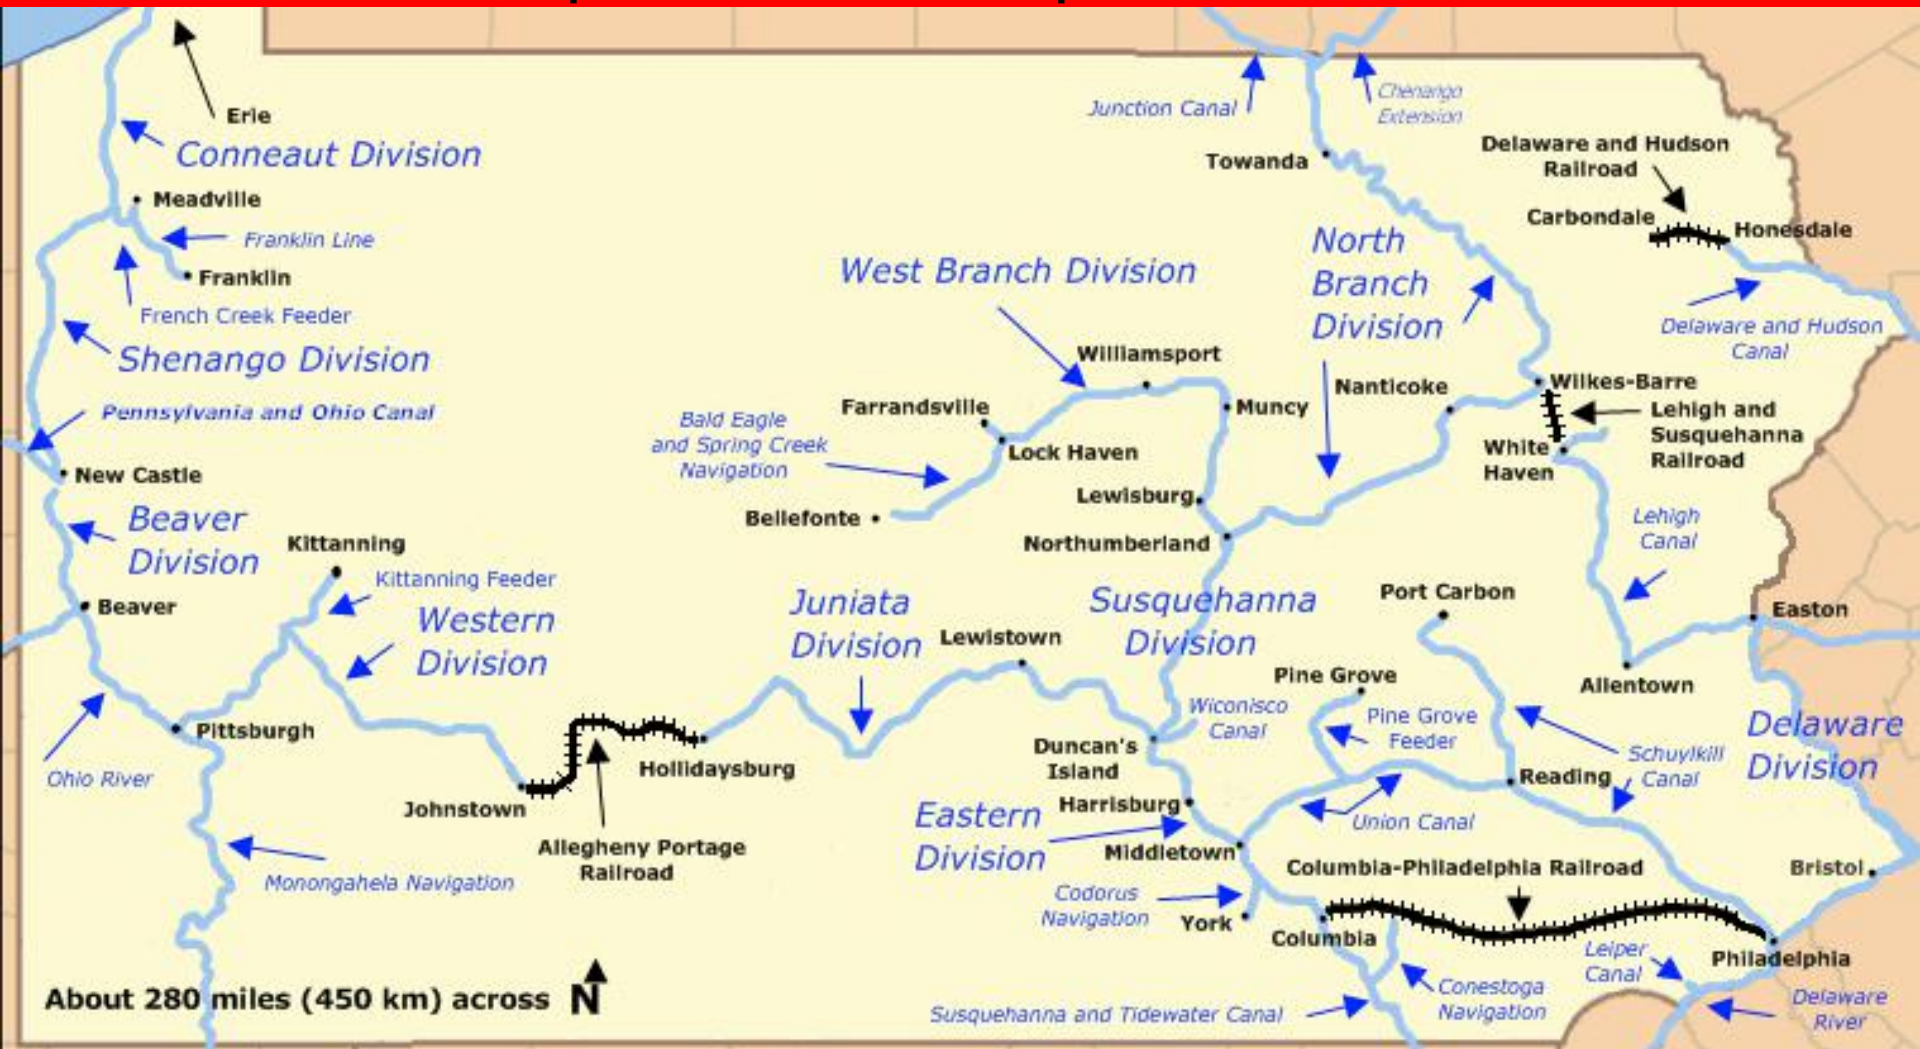 Erie
Conneaut Division
Meadville
Franklin Line
Franklin
French Creek Feeder
Shenango Division
Pennsylvania and Ohio Canal
New Castle
Beaver
Division
Kittanning
Kittanning Feeder
Beaver
Western
Division
Pittsburgh
Ohio River
Johnstown
Monongahela Navigation
Allegheny Portage
Railroad
Hollidaysburg
About 280 miles (450 km) across
N
Junction Canal
Chenango
Extension
Towanda
Delaware and Hudson
Railroad
Carbondale
Honesdale
Delaware and Hudson
Canal
North
Branch
Division
West Branch Division
Williamsport
Farrandsville
Muncy
Lock Haven
Bald Eagle
and Spring Creek
Navigation
Bellefonte
Lewisburg
Northumberland
Nanticoke
Wilkes-Barre
Lehigh and
Susquehanna
Railroad
White
Haven
Lehigh
Canal
Easton
Allentown
Port Carbon
Susquehanna
Division
Juniata
Division
Lewistown
Pine Grove
Pine Grove
Feeder
Wiconisco
Canal
Duncan's
Island
Harrisburg
Eastern
Division
Middletown
Union Canal
Reading
Schuylkill
Canal
Delaware
Division
Bristol
Columbia-Philadelphia Railroad
Codorus
Navigation
York
Columbia
Philadelphia
Leiper
Canal
Conestoga
Navigation
Susquehanna and Tidewater Canal
Delaware
River